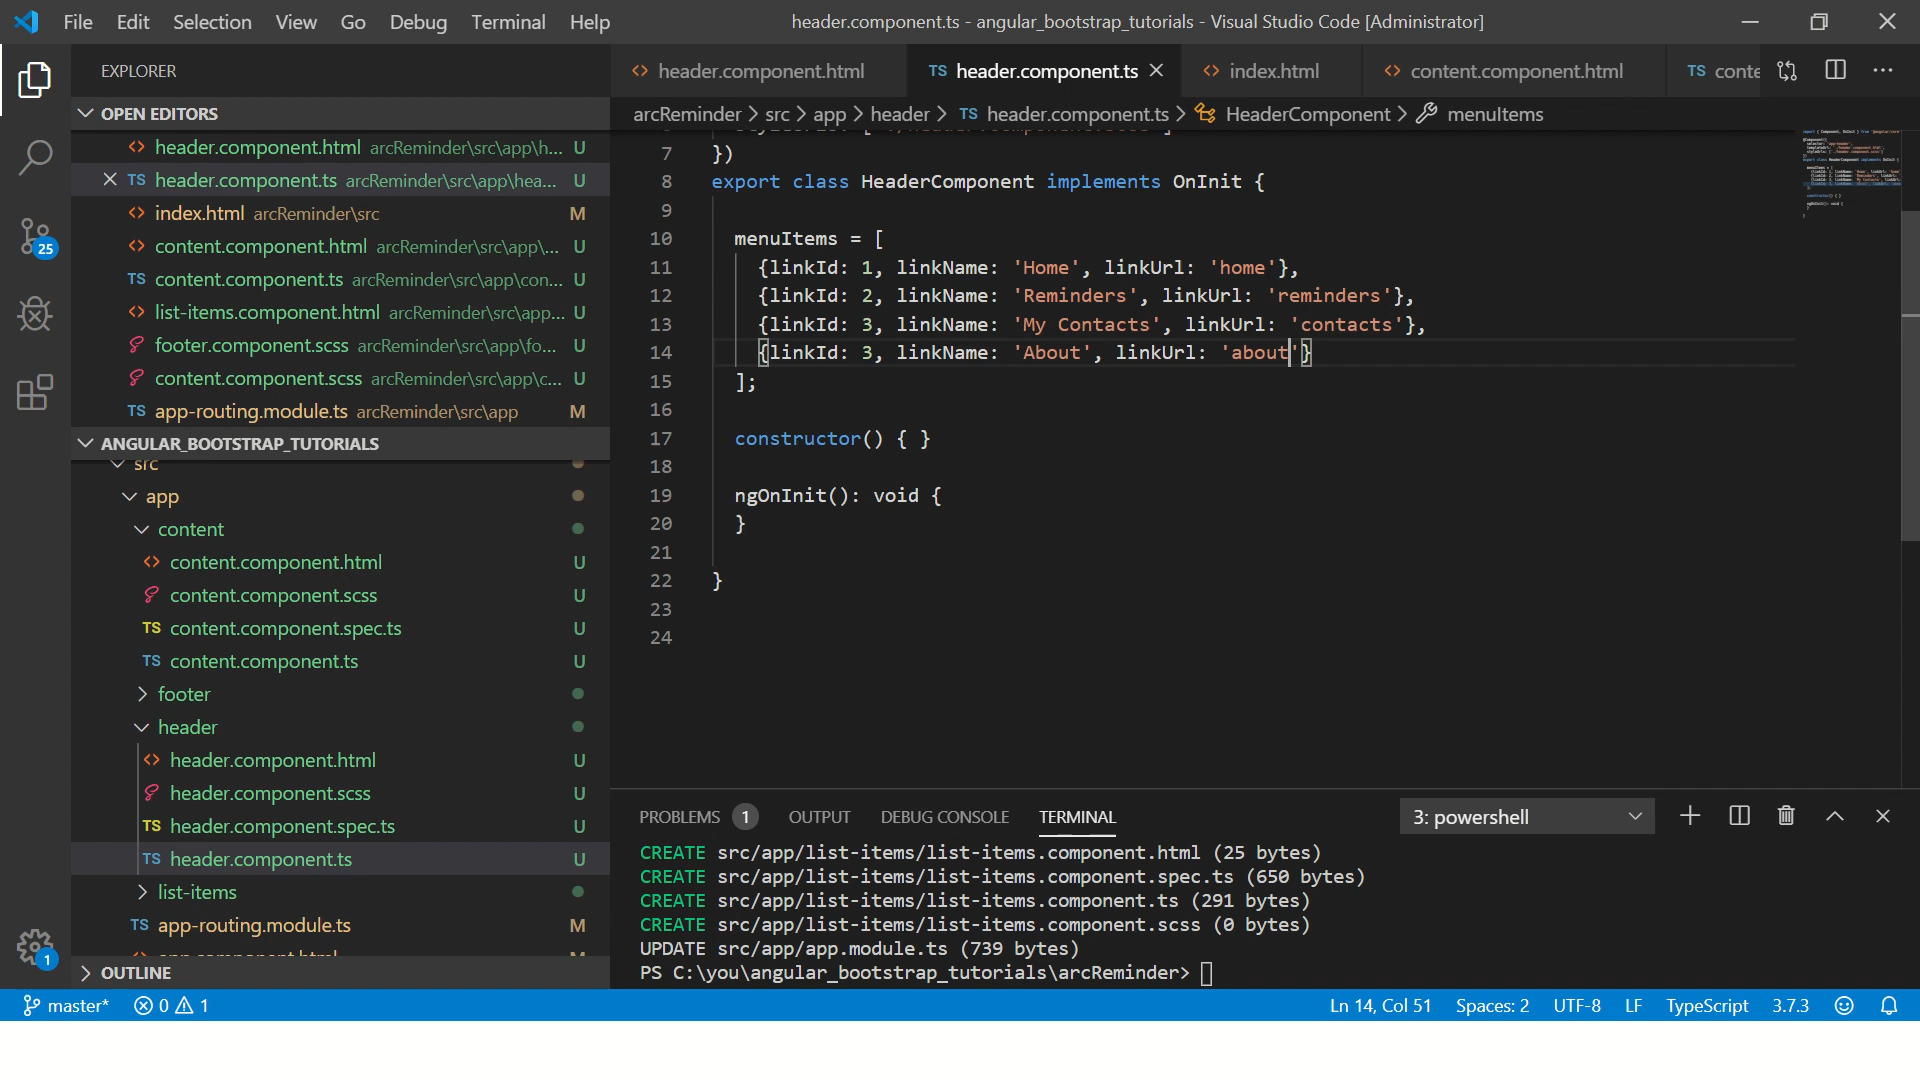 File Edit Selection View Go Debug Terminal Help
header.component.ts - angular_bootstrap_tutorials - Visual Studio Code [Administrator]
EXPLORER
header.component.html
TS header.component.ts
index.html
content.component.html
TS conte
OPEN EDITORS
header.component.html arcReminder\src\app\h... U
TS header.component.ts arcReminder\src\app\hea... U
index.html arcReminder\src M
content.component.html arcReminder\src\app\... U
TS content.component.ts arcReminder\src\app\con... U
list-items.component.html arcReminder\src\app... U
footer.component.scss arcReminder\src\app\fo... U
content.component.scss arcReminder\src\app\c... U
TS app-routing.module.ts arcReminder\src\app M
ANGULAR_BOOTSTRAP_TUTORIALS
src
app
content
content.component.html U
content.component.scss U
TS content.component.spec.ts U
TS content.component.ts U
footer
header
header.component.html U
header.component.scss U
TS header.component.spec.ts U
TS header.component.ts U
list-items
TS app-routing.module.ts M
OUTLINE
25
1
arcReminder > src > app > header > TS header.component.ts > HeaderComponent > menuItems
7 })
8 export class HeaderComponent implements OnInit {
9
10 menuItems = [
11 {linkId: 1, linkName: 'Home', linkUrl: 'home'},
12 {linkId: 2, linkName: 'Reminders', linkUrl: 'reminders'},
13 {linkId: 3, linkName: 'My Contacts', linkUrl: 'contacts'},
14 {linkId: 3, linkName: 'About', linkUrl: 'about'}
15 ];
16
17 constructor() { }
18
19 ngOnInit(): void {
20 }
21
22 }
23
24
PROBLEMS 1 OUTPUT DEBUG CONSOLE TERMINAL 3: powershell
CREATE src/app/list-items/list-items.component.html (25 bytes)
CREATE src/app/list-items/list-items.component.spec.ts (650 bytes)
CREATE src/app/list-items/list-items.component.ts (291 bytes)
CREATE src/app/list-items/list-items.component.scss (0 bytes)
UPDATE src/app/app.module.ts (739 bytes)
PS C:\you\angular_bootstrap_tutorials\arcReminder>
master* 0 1 Ln 14, Col 51 Spaces: 2 UTF-8 LF TypeScript 3.7.3